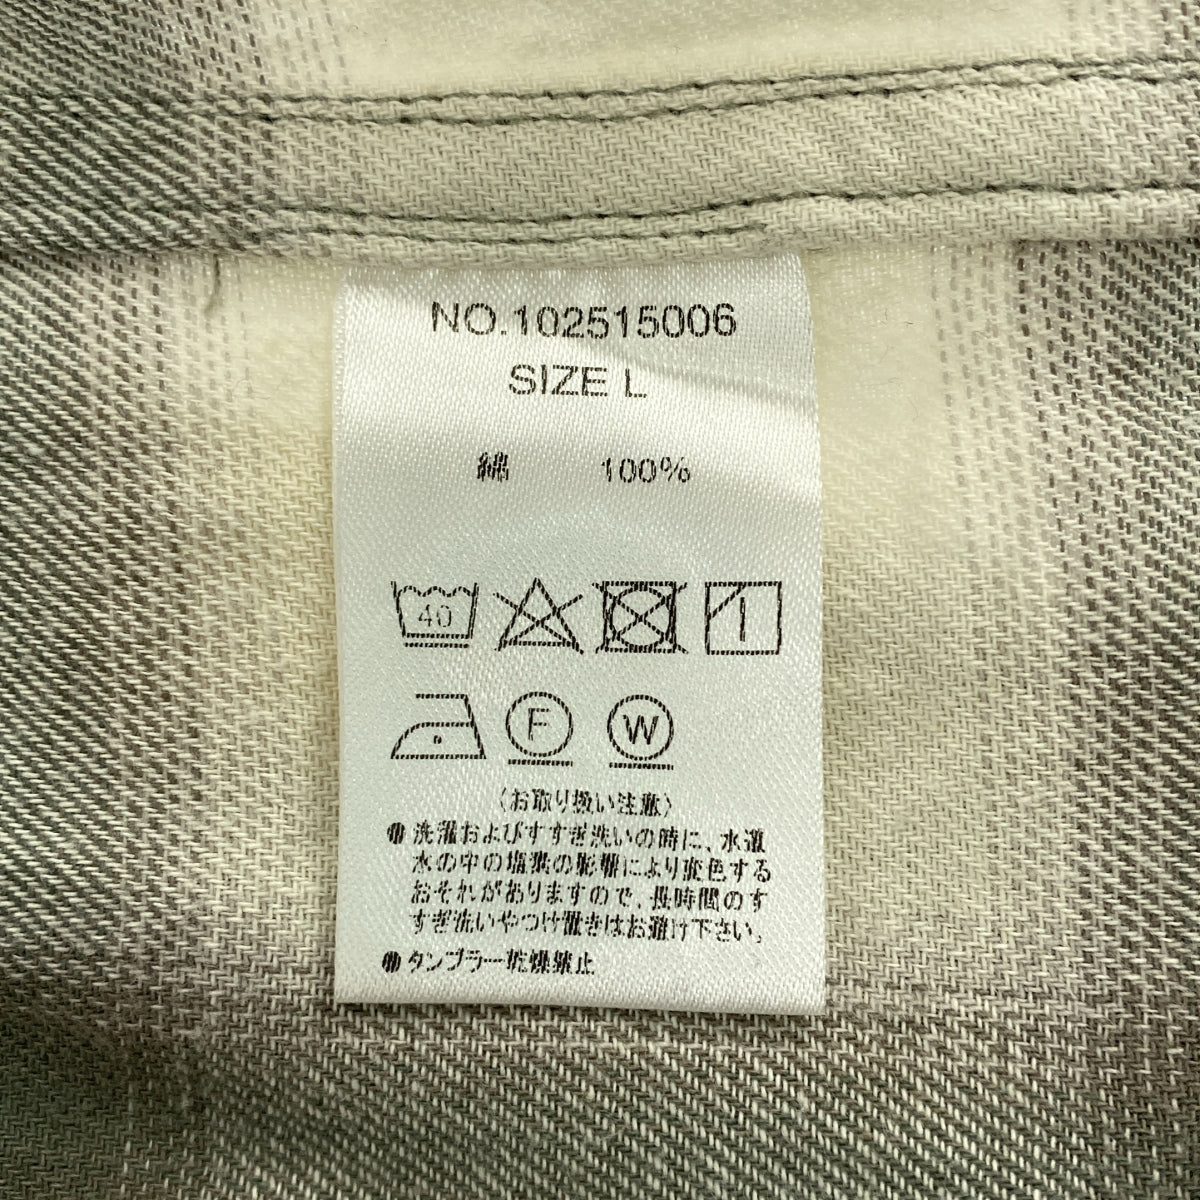 NO.102515006
SIZE L
綿 100%
40
F W
〈お取り扱い注意〉
●洗濯およびすすぎ洗いの時に、水道
水の中の塩素の影響により変色する
おそれがありますので、長時間のす
すぎ洗いやつけ置きはお避け下さい。
●タンブラー乾燥禁止